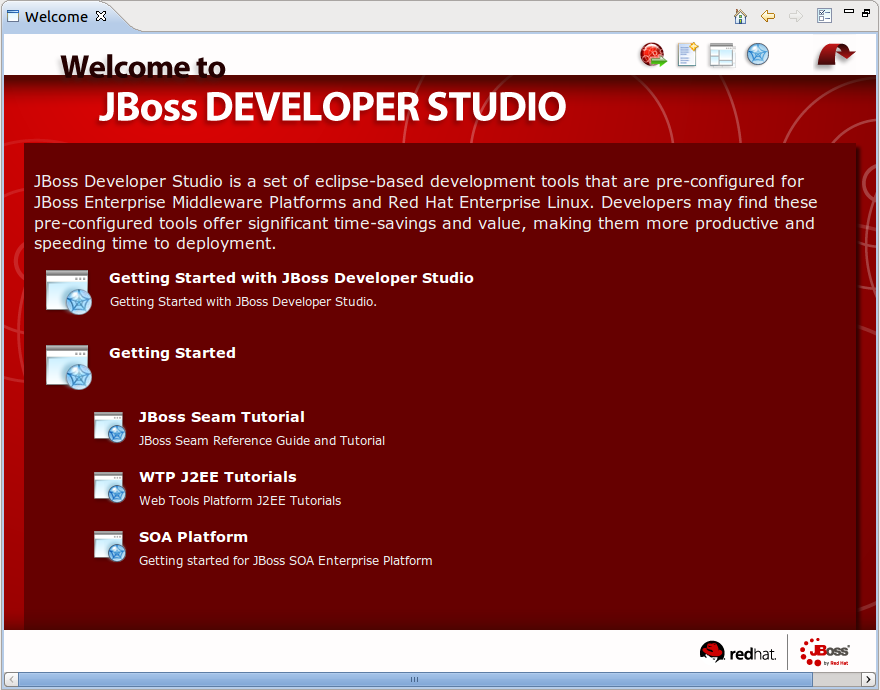 Welcome
Welcome to
JBoss DEVELOPER STUDIO
JBoss Developer Studio is a set of eclipse-based development tools that are pre-configured for
JBoss Enterprise Middleware Platforms and Red Hat Enterprise Linux. Developers may find these
pre-configured tools offer significant time-savings and value, making them more productive and
speeding time to deployment.
Getting Started with JBoss Developer Studio
Getting Started with JBoss Developer Studio.
Getting Started
JBoss Seam Tutorial
JBoss Seam Reference Guide and Tutorial
WTP J2EE Tutorials
Web Tools Platform J2EE Tutorials
SOA Platform
Getting started for JBoss SOA Enterprise Platform
redhat.
JBoss
by Red Hat